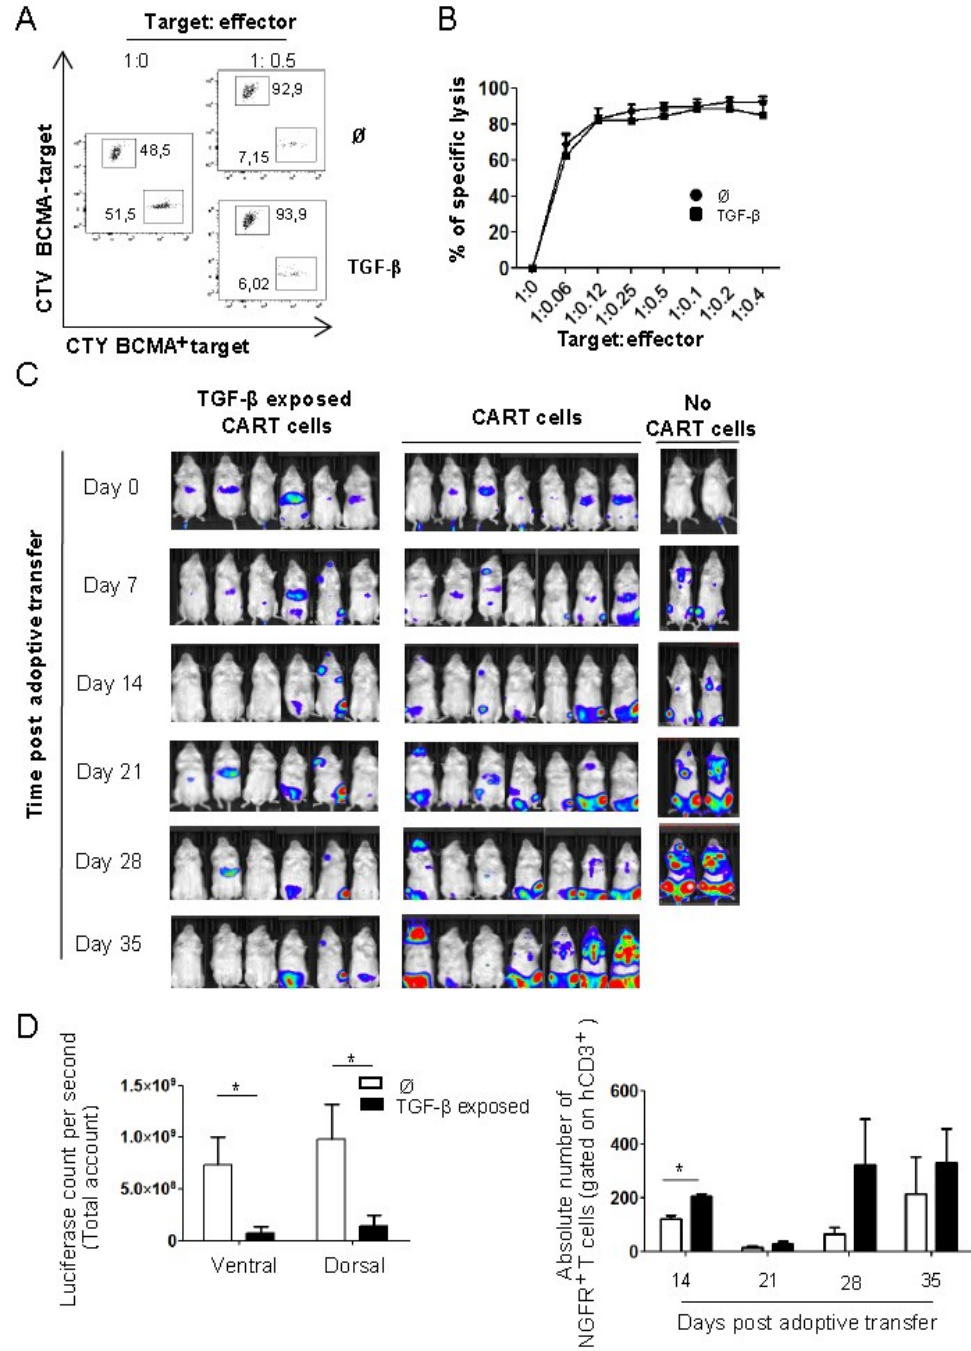 A
Target: effector
1:0
1: 0.5
92,9
7,15
Ø
48,5
51,5
93,9
6,02
TGF-β
CTV BCMA-target
CTY BCMA+target
B
% of specific lysis
100
80
60
40
20
0
Ø
TGF-β
1:0
1:0.06
1:0.12
1:0.25
1:0.5
1:0.1
1:0.2
1:0.4
Target:effector
C
TGF-β exposed
CART cells
CART cells
No
CART cells
Time post adoptive transfer
Day 0
Day 7
Day 14
Day 21
Day 28
Day 35
D
Luciferase count per second
(Total account)
1.5×10⁹
1.0×10⁹
5.0×10⁸
0
*
*
Ø
TGF-β exposed
Ventral
Dorsal
Absolute number of
NGFR⁺T cells (gated on hCD3⁺)
600
400
200
0
*
14
21
28
35
Days post adoptive transfer